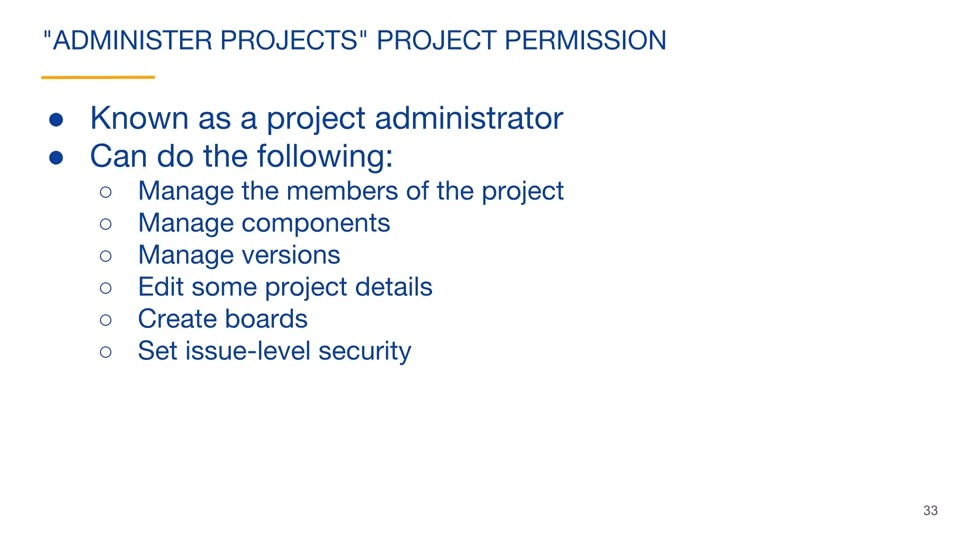 "ADMINISTER PROJECTS" PROJECT PERMISSION
● Known as a project administrator
● Can do the following:
○ Manage the members of the project
○ Manage components
○ Manage versions
○ Edit some project details
○ Create boards
○ Set issue-level security
33